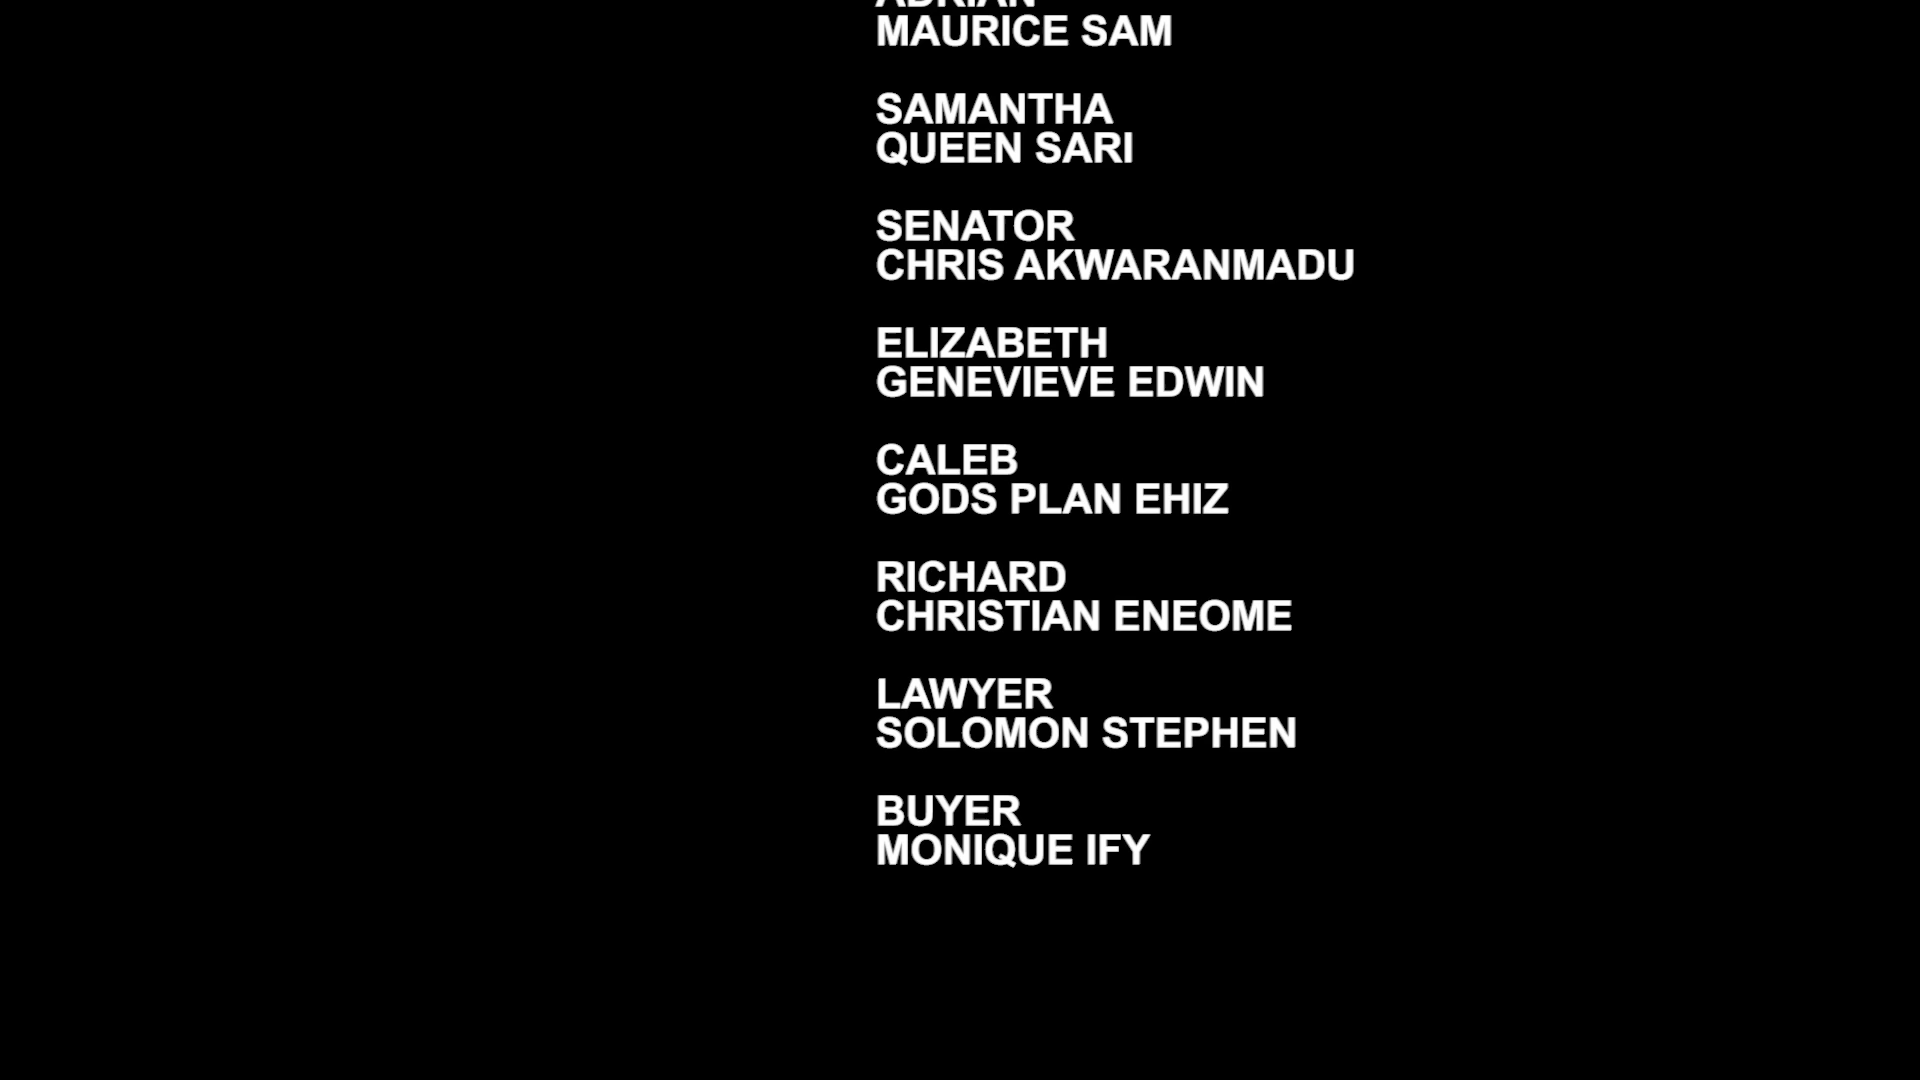 ADRIAN
MAURICE SAM
SAMANTHA
QUEEN SARI
SENATOR
CHRIS AKWARANMADU
ELIZABETH
GENEVIEVE EDWIN
CALEB
GODS PLAN EHIZ
RICHARD
CHRISTIAN ENEOME
LAWYER
SOLOMON STEPHEN
BUYER
MONIQUE IFY